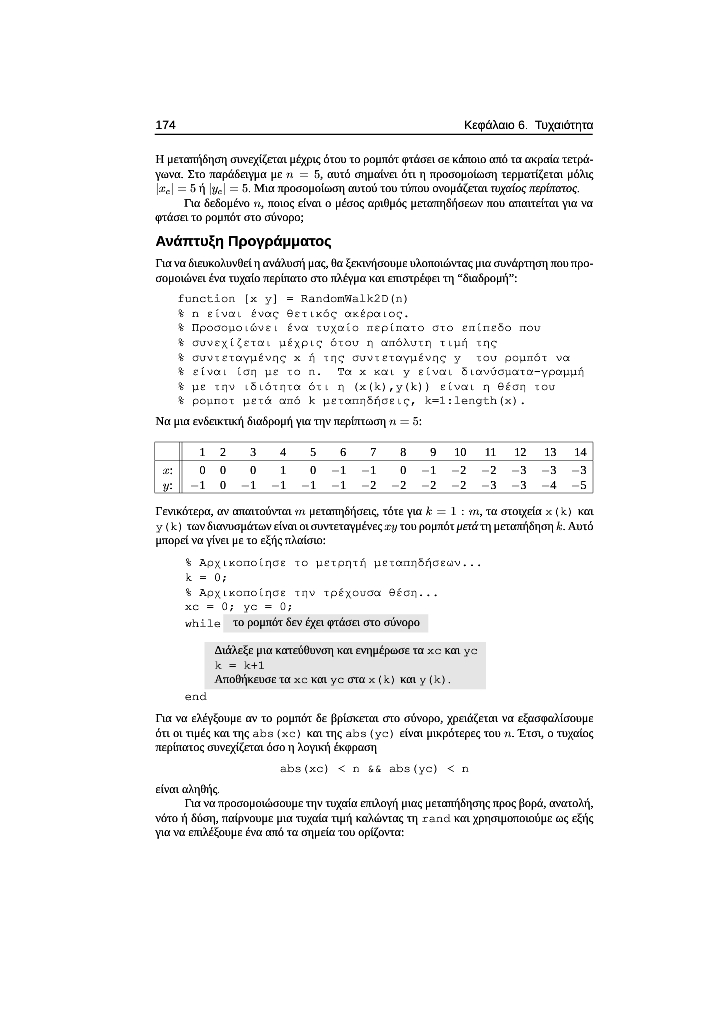 174 Κεφάλαιο 6. Τυχαιότητα
Η μεταπήδηση συνεχίζεται μέχρις ότου το ρομπότ φτάσει σε κάποιο από τα ακραία τετρά-
γωνα. Στο παράδειγμα με n = 5, αυτό σημαίνει ότι η προσομοίωση τερματίζεται μόλις
|xc| = 5 ή |yc| = 5. Μια προσομοίωση αυτού του τύπου ονομάζεται τυχαίος περίπατος.
Για δεδομένο n, ποιος είναι ο μέσος αριθμός μεταπηδήσεων που απαιτείται για να
φτάσει το ρομπότ στο σύνορο;
Ανάπτυξη Προγράμματος
Για να διευκολυνθεί η ανάλυσή μας, θα ξεκινήσουμε υλοποιώντας μια συνάρτηση που προ-
σομοιώνει ένα τυχαίο περίπατο στο πλέγμα και επιστρέφει τη “διαδρομή”:
function [x y] = RandomWalk2D(n)
% n είναι ένας θετικός ακέραιος.
% Προσομοιώνει ένα τυχαίο περίπατο στο επίπεδο που
% συνεχίζεται μέχρις ότου η απόλυτη τιμή της
% συντεταγμένης x ή της συντεταγμένης y του ρομπότ να
% είναι ίση με το n. Τα x και y είναι διανύσματα-γραμμή
% με την ιδιότητα ότι η (x(k),y(k)) είναι η θέση του
% ρομποτ μετά από k μεταπηδήσεις, k=1:length(x).
Να μια ενδεικτική διαδρομή για την περίπτωση n = 5:
1 2 3 4 5 6 7 8 9 10 11 12 13 14
x: 0 0 0 1 0 −1 −1 0 −1 −2 −2 −3 −3 −3
y: −1 0 −1 −1 −1 −1 −2 −2 −2 −2 −3 −3 −4 −5
Γενικότερα, αν απαιτούνται m μεταπηδήσεις, τότε για k = 1 : m, τα στοιχεία x(k) και
y(k) των διανυσμάτων είναι οι συντεταγμένες xy του ρομπότ μετά τη μεταπήδηση k. Αυτό
μπορεί να γίνει με το εξής πλαίσιο:
% Αρχικοποίησε το μετρητή μεταπηδήσεων...
k = 0;
% Αρχικοποίησε την τρέχουσα θέση...
xc = 0; yc = 0;
while το ρομπότ δεν έχει φτάσει στο σύνορο
Διάλεξε μια κατεύθυνση και ενημέρωσε τα xc και yc
k = k+1
Αποθήκευσε τα xc και yc στα x(k) και y(k).
end
Για να ελέγξουμε αν το ρομπότ δε βρίσκεται στο σύνορο, χρειάζεται να εξασφαλίσουμε
ότι οι τιμές και της abs(xc) και της abs(yc) είναι μικρότερες του n. Έτσι, ο τυχαίος
περίπατος συνεχίζεται όσο η λογική έκφραση
abs(xc) < n && abs(yc) < n
είναι αληθής.
Για να προσομοιώσουμε την τυχαία επιλογή μιας μεταπήδησης προς βορά, ανατολή,
νότο ή δύση, παίρνουμε μια τυχαία τιμή καλώντας τη rand και χρησιμοποιούμε ως εξής
για να επιλέξουμε ένα από τα σημεία του ορίζοντα: